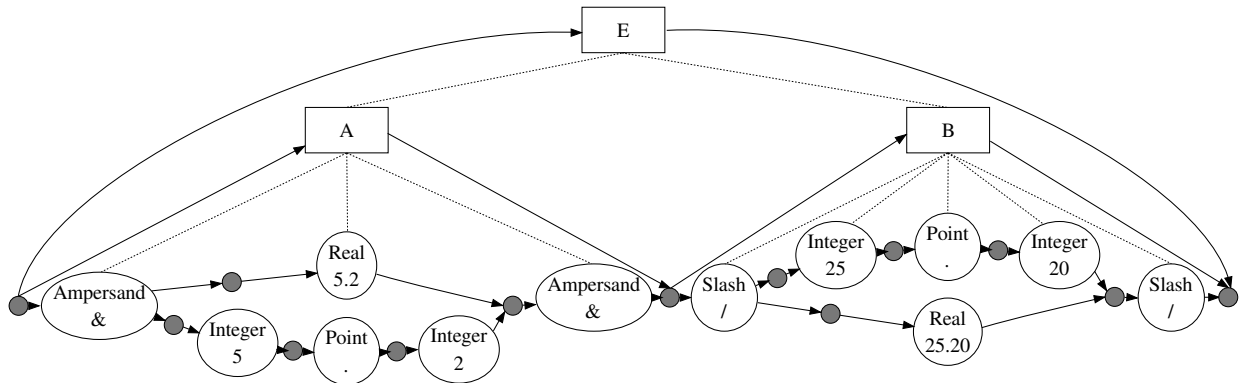 E
A
B
Real
5.2
Integer
25
Point
.
Integer
20
Ampersand
&
Ampersand
&
Slash
/
Slash
/
Integer
5
Point
.
Integer
2
Real
25.20